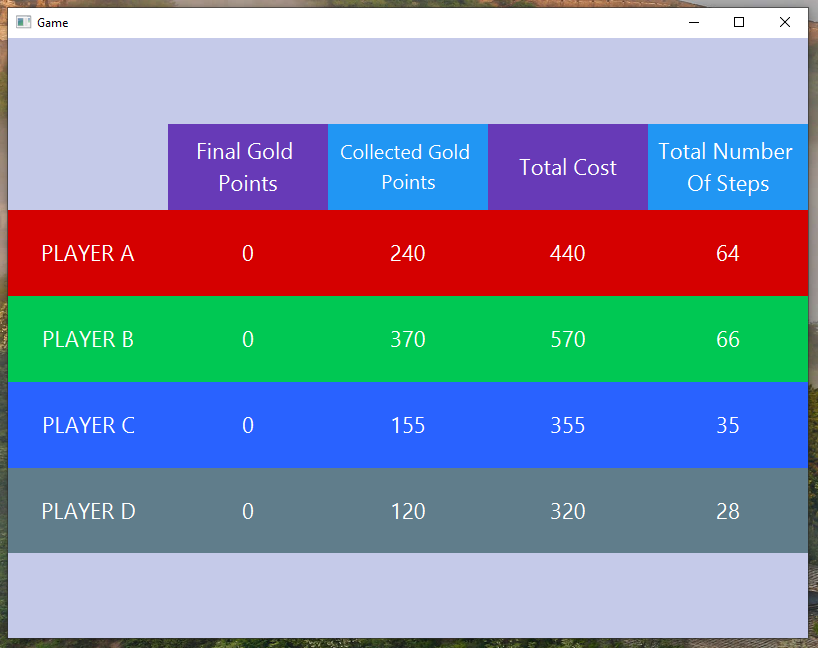 Game
Final Gold
Points
Collected Gold
Points
Total Cost
Total Number
Of Steps
PLAYER A 0 240 440 64
PLAYER B 0 370 570 66
PLAYER C 0 155 355 35
PLAYER D 0 120 320 28